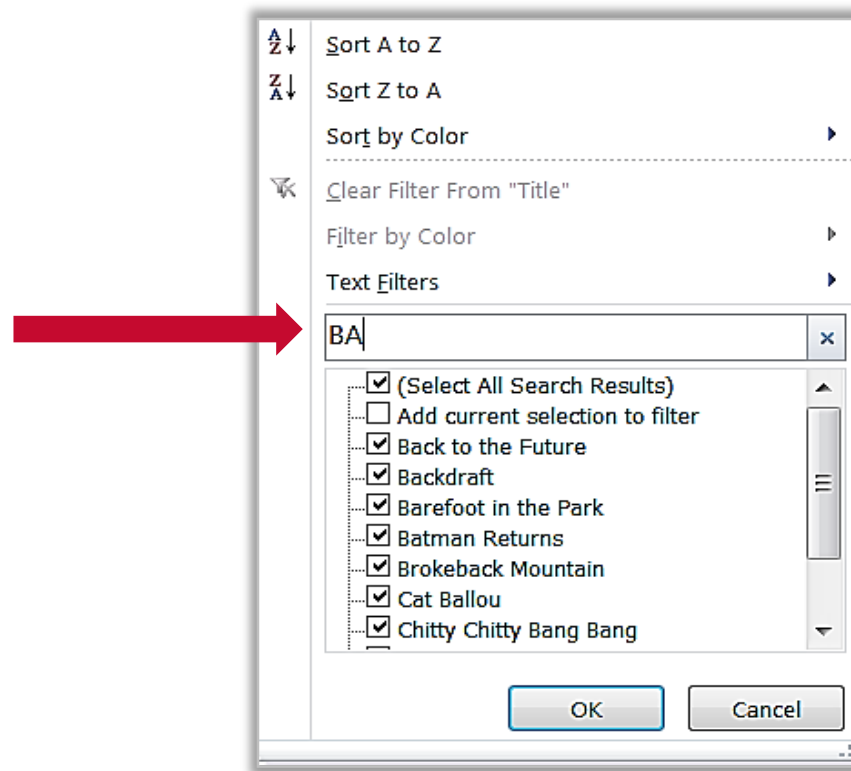 Sort A to Z
Sort Z to A
Sort by Color
Clear Filter From "Title"
Filter by Color
Text Filters
BA
(Select All Search Results)
Add current selection to filter
Back to the Future
Backdraft
Barefoot in the Park
Batman Returns
Brokeback Mountain
Cat Ballou
Chitty Chitty Bang Bang
OK Cancel